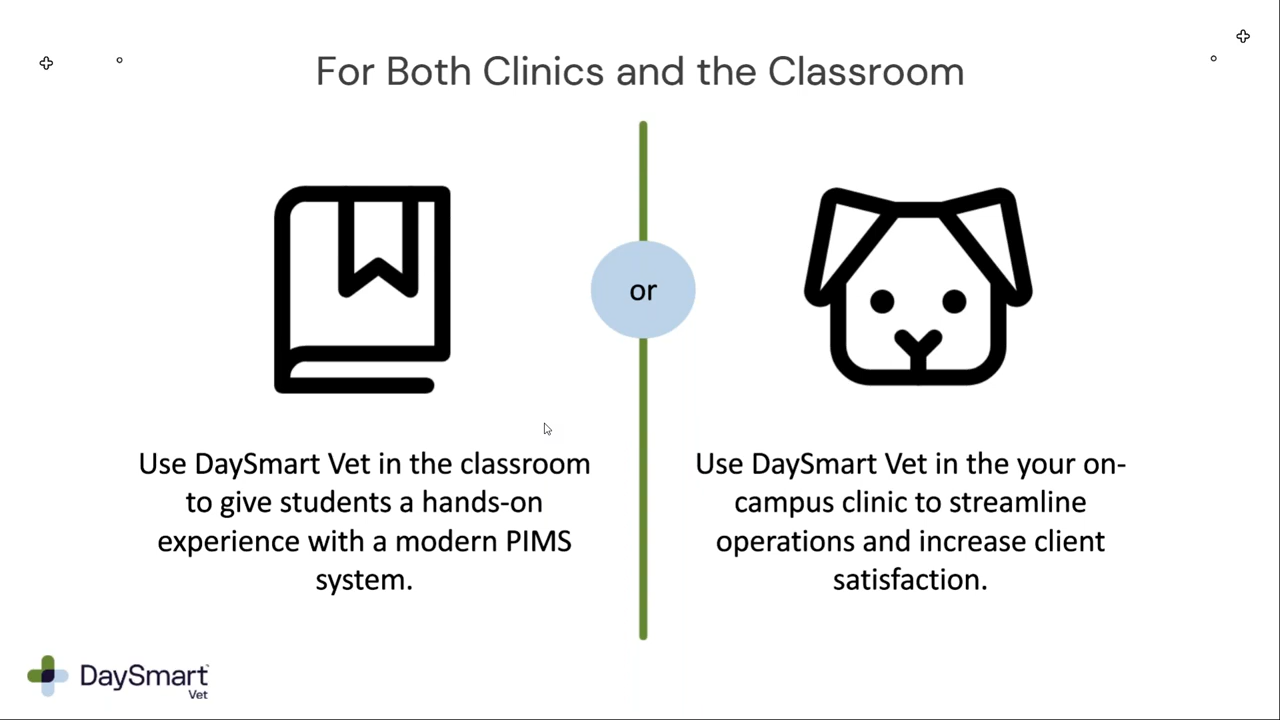 For Both Clinics and the Classroom
or
Use DaySmart Vet in the classroom
to give students a hands-on
experience with a modern PIMS
system.
Use DaySmart Vet in the your on-
campus clinic to streamline
operations and increase client
satisfaction.
DaySmart
Vet